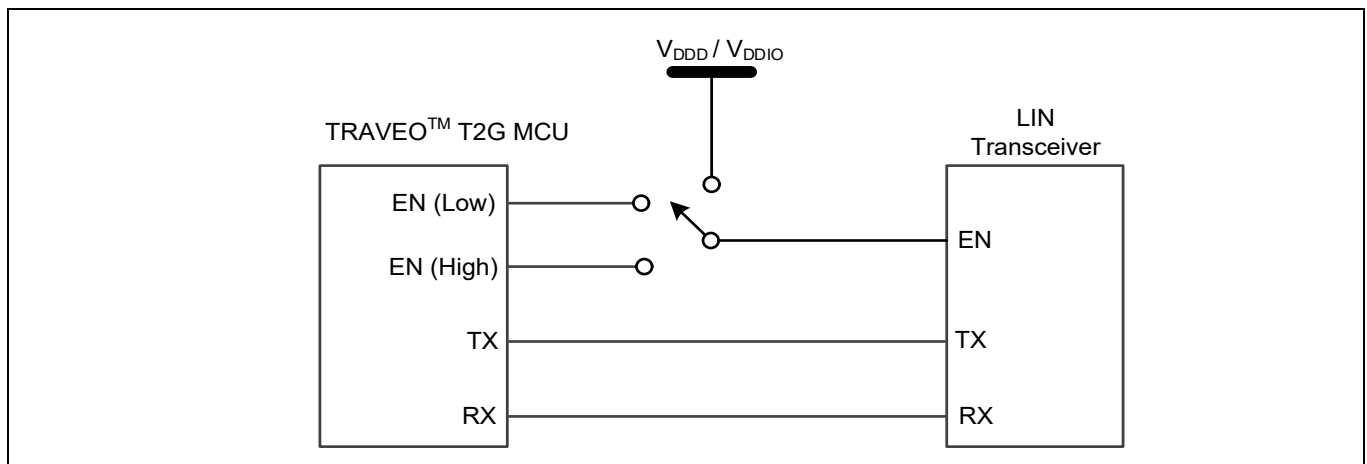 VDDD / VDDIO
TRAVEO™ T2G MCU
LIN
Transceiver
EN (Low)
EN (High)
TX
RX
EN
TX
RX